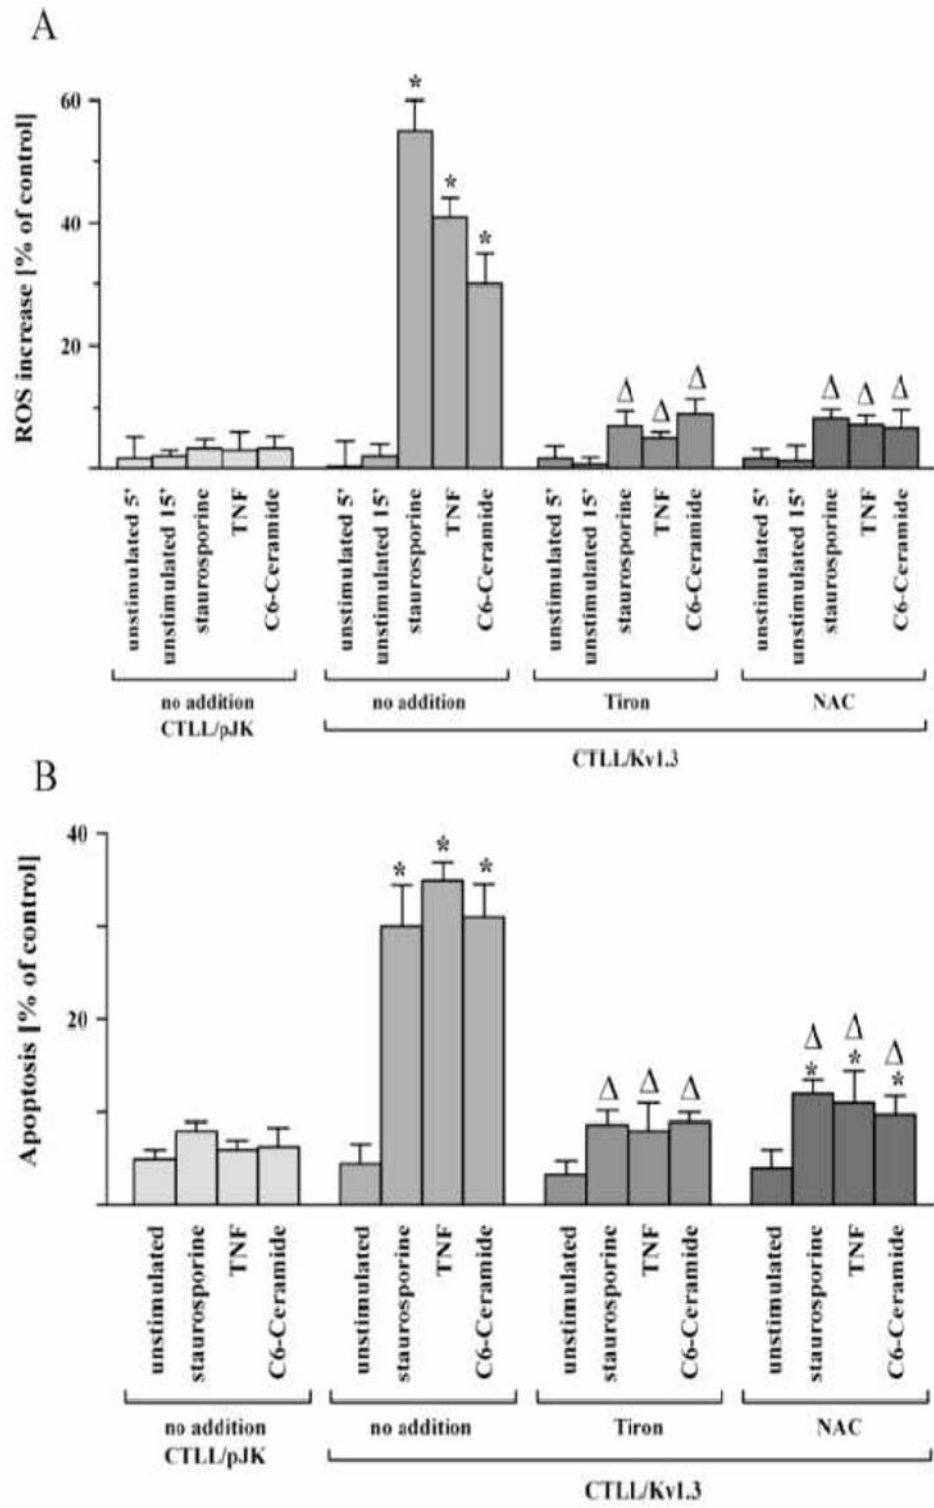 A
ROS increase [% of control]
60
40
20
* * *
Δ Δ Δ Δ Δ Δ
unstimulated 5' unstimulated 15' staurosporine TNF C6-Ceramide unstimulated 5' unstimulated 15' staurosporine TNF C6-Ceramide unstimulated 5' unstimulated 15' staurosporine TNF C6-Ceramide unstimulated 5' unstimulated 15' staurosporine TNF C6-Ceramide
no addition no addition Tiron NAC
CTLL/pJK
CTLL/Kv1.3
B
Apoptosis [% of control]
40
20
* * *
Δ Δ Δ Δ Δ Δ
* * *
unstimulated staurosporine TNF C6-Ceramide unstimulated staurosporine TNF C6-Ceramide unstimulated staurosporine TNF C6-Ceramide unstimulated staurosporine TNF C6-Ceramide
no addition no addition Tiron NAC
CTLL/pJK
CTLL/Kv1.3